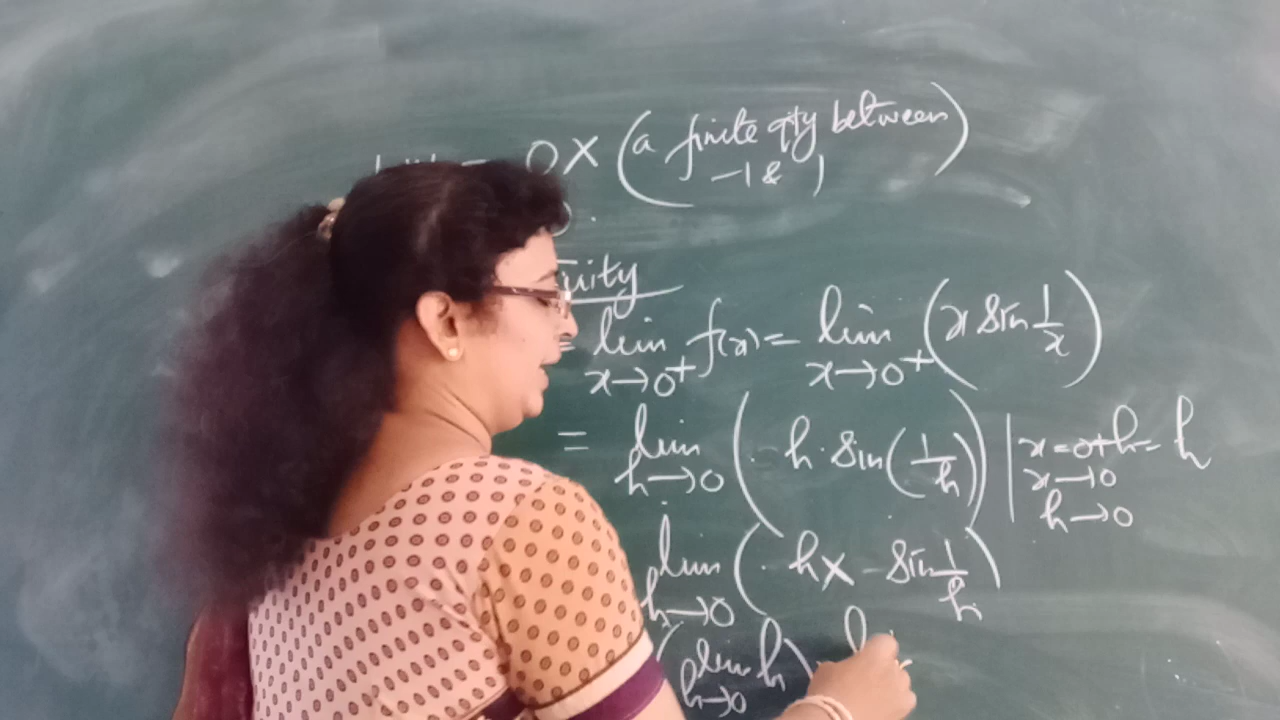 = 0 × (a finite qty between
-1 & 1)
uity
= lim x→0+ f(x) = lim x→0+ (x sin 1/x)
= lim h→0 (h · sin(1/h)) | x = 0+h = h
x→0
h→0
lim h→0 (h × sin 1/h)
(lim h→0 h)